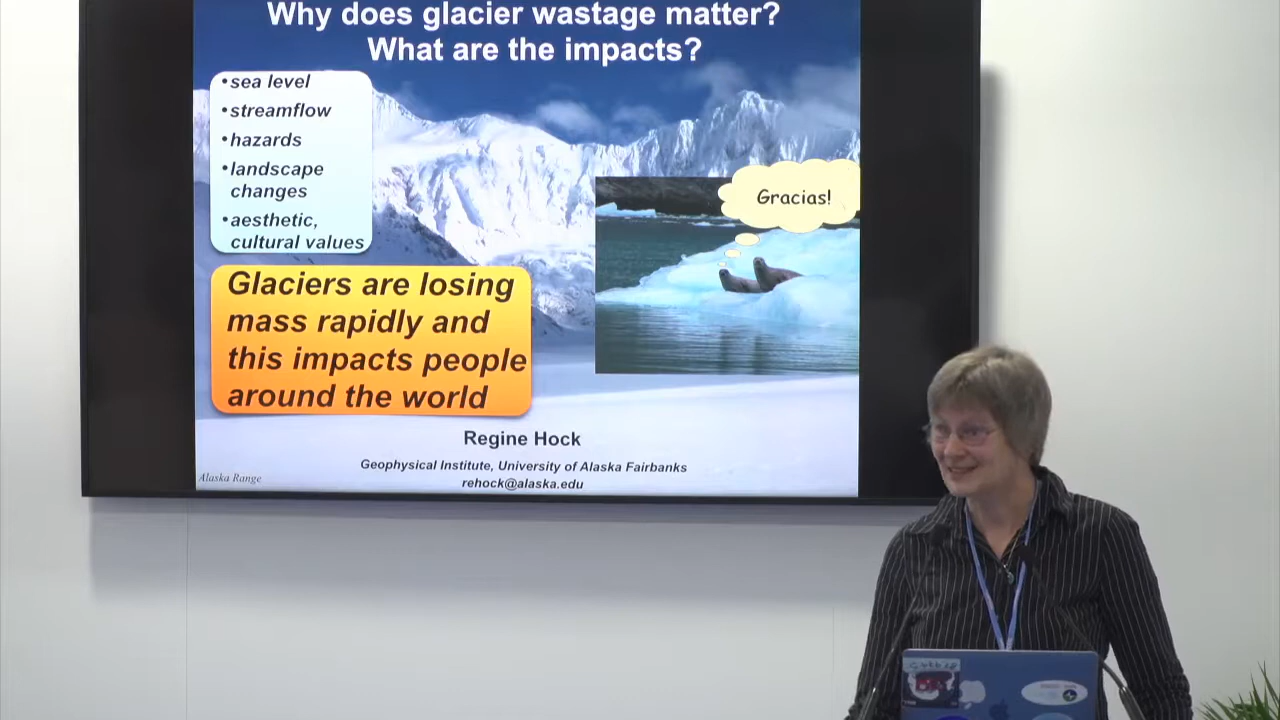 Why does glacier wastage matter?
What are the impacts?
•sea level
•streamflow
•hazards
•landscape
changes
•aesthetic,
cultural values
Gracias!
Glaciers are losing
mass rapidly and
this impacts people
around the world
Regine Hock
Geophysical Institute, University of Alaska Fairbanks
rehock@alaska.edu
Alaska Range